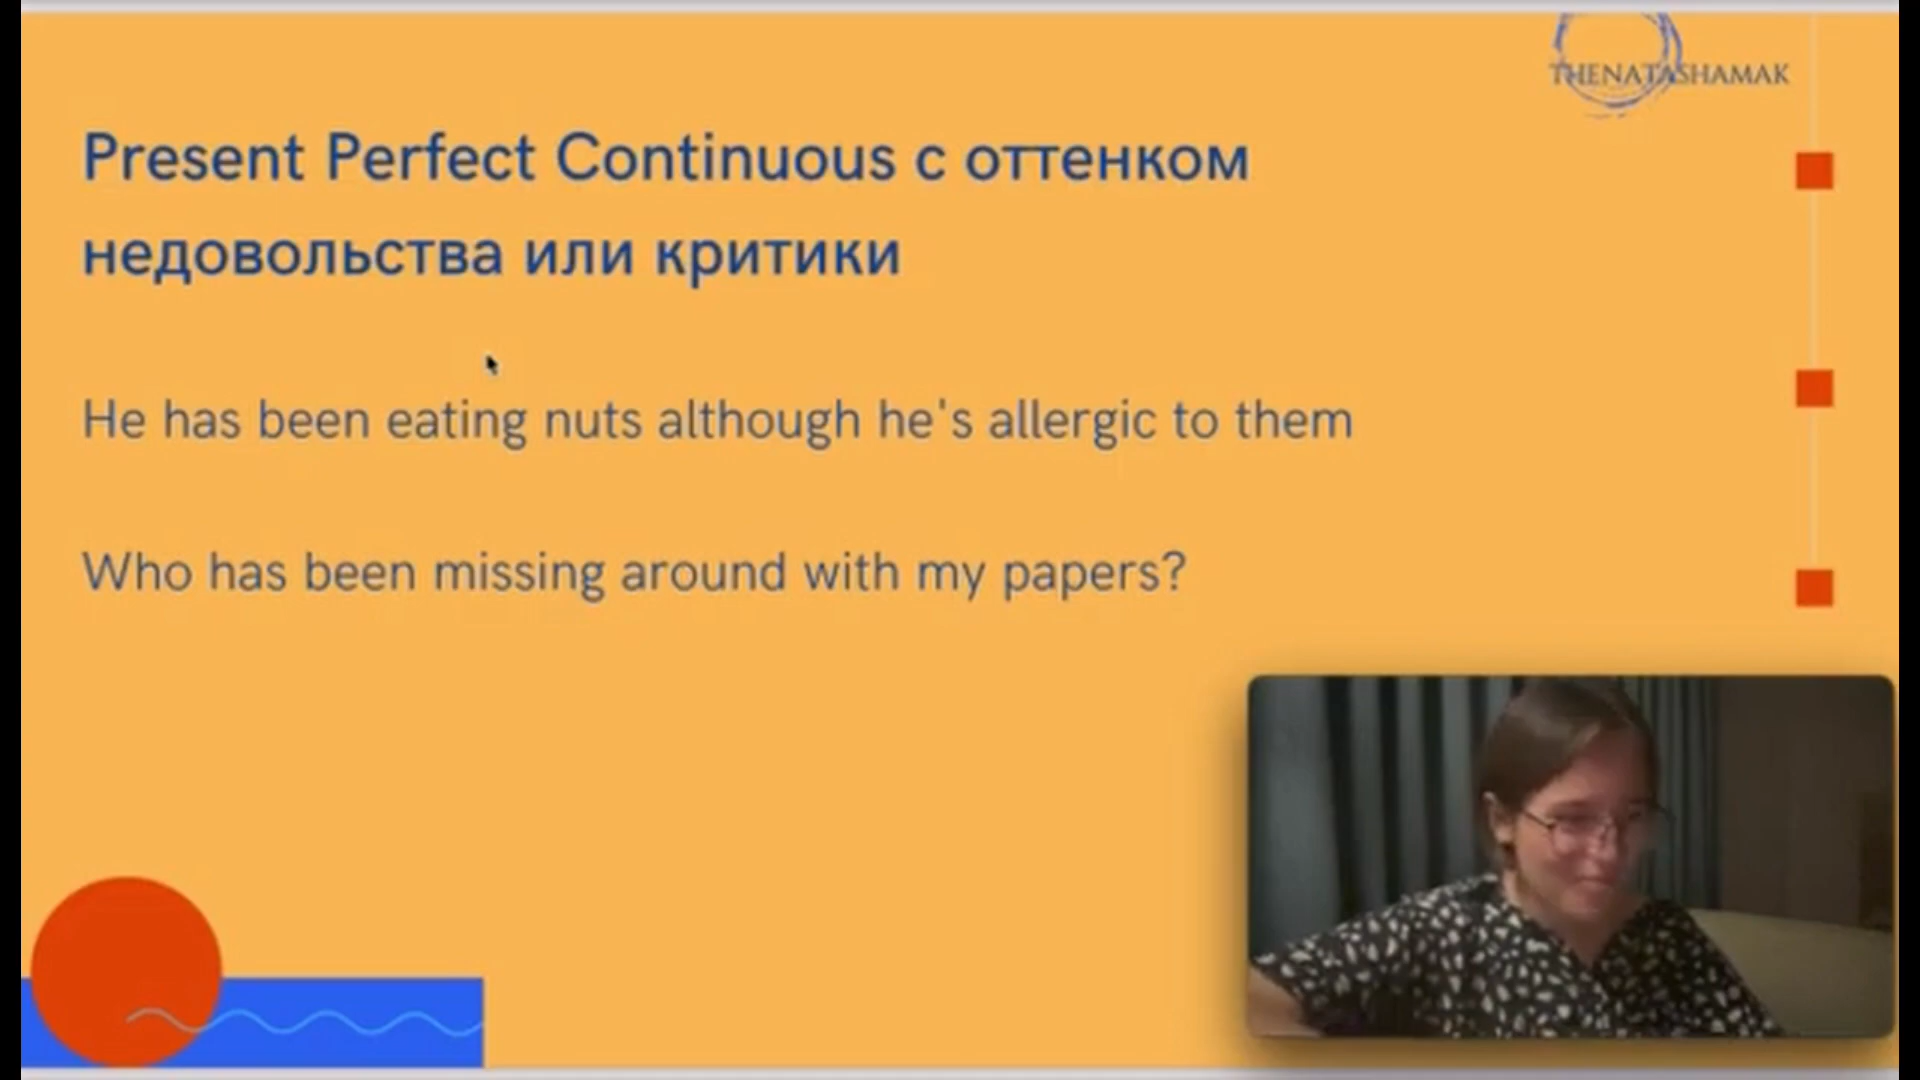 THENATASHAMAK
Present Perfect Continuous с оттенком
недовольства или критики
He has been eating nuts although he's allergic to them
Who has been missing around with my papers?